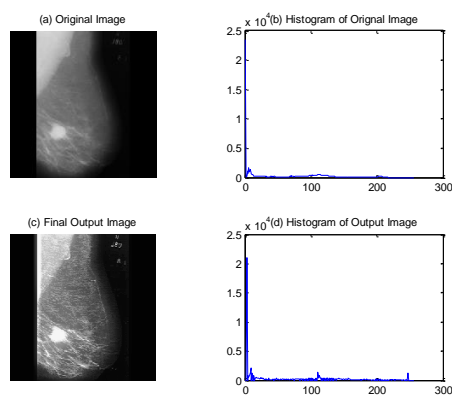 (a) Original Image
x 10^4 (b) Histogram of Orignal Image
2.5
2
1.5
1
0.5
0
0 100 200 300
(c) Final Output Image
x 10^4 (d) Histogram of Output Image
2.5
2
1.5
1
0.5
0
0 100 200 300